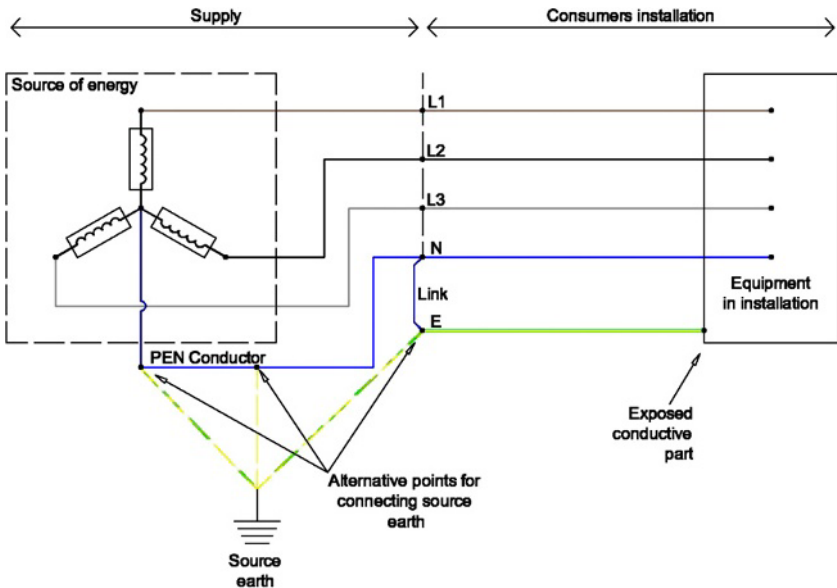 Supply
Consumers installation
Source of energy
L1
L2
L3
N
Link
Equipment
in installation
E
PEN Conductor
Exposed
conductive
part
Alternative points for
connecting source
earth
Source
earth